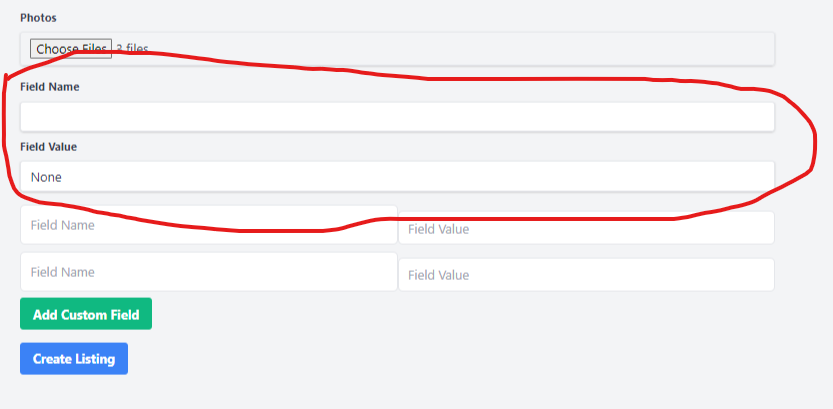 Photos
Choose Files 3 files
Field Name
Field Value
None
Field Name Field Value
Field Name Field Value
Add Custom Field
Create Listing